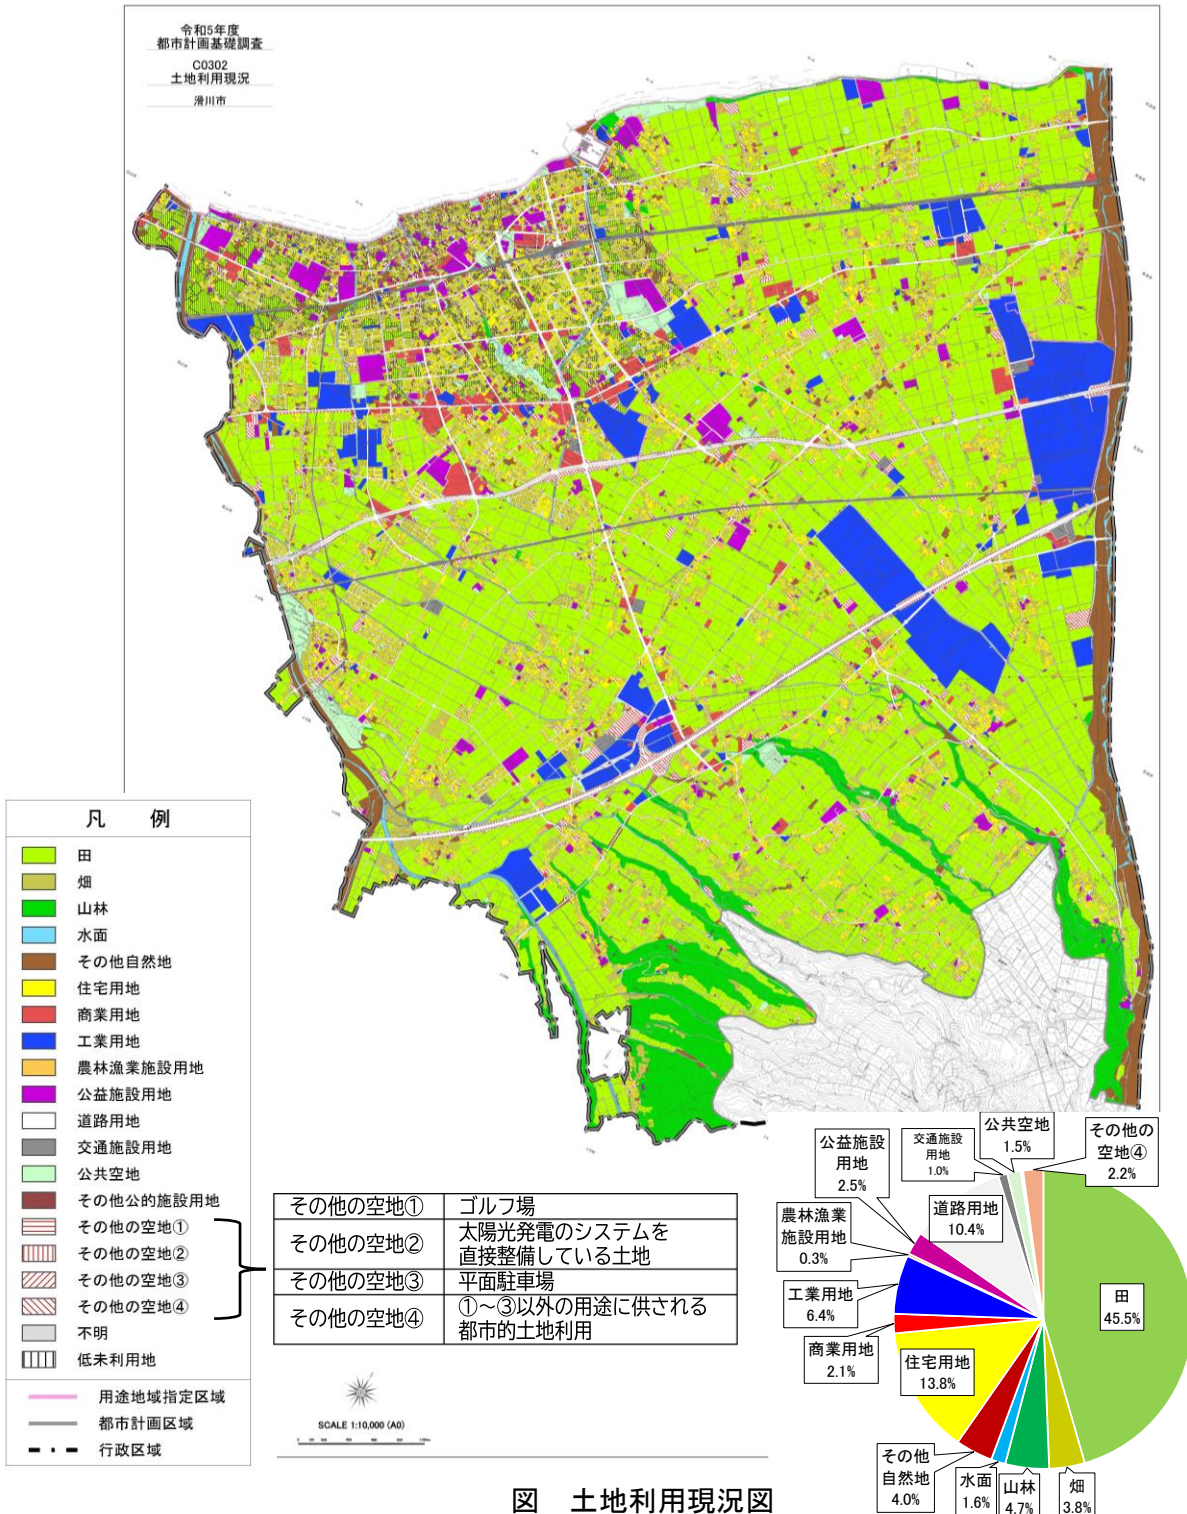 令和5年度
都市計画基礎調査
C0302
土地利用現況
滑川市
凡　例
田
畑
山林
水面
その他自然地
住宅用地
商業用地
工業用地
農林漁業施設用地
公益施設用地
道路用地
交通施設用地
公共空地
その他公的施設用地
その他の空地①
その他の空地②
その他の空地③
その他の空地④
不明
低未利用地
用途地域指定区域
都市計画区域
行政区域
その他の空地① ゴルフ場
その他の空地② 太陽光発電のシステムを
直接整備している土地
その他の空地③ 平面駐車場
その他の空地④ ①～③以外の用途に供される
都市的土地利用
SCALE 1:10,000 (A0)
公益施設
用地
2.5%
交通施設
用地
1.0%
公共空地
1.5%
その他の
空地④
2.2%
農林漁業
施設用地
0.3%
道路用地
10.4%
工業用地
6.4%
田
45.5%
商業用地
2.1%
住宅用地
13.8%
その他
自然地
4.0%
水面
1.6%
山林
4.7%
畑
3.8%
図　土地利用現況図